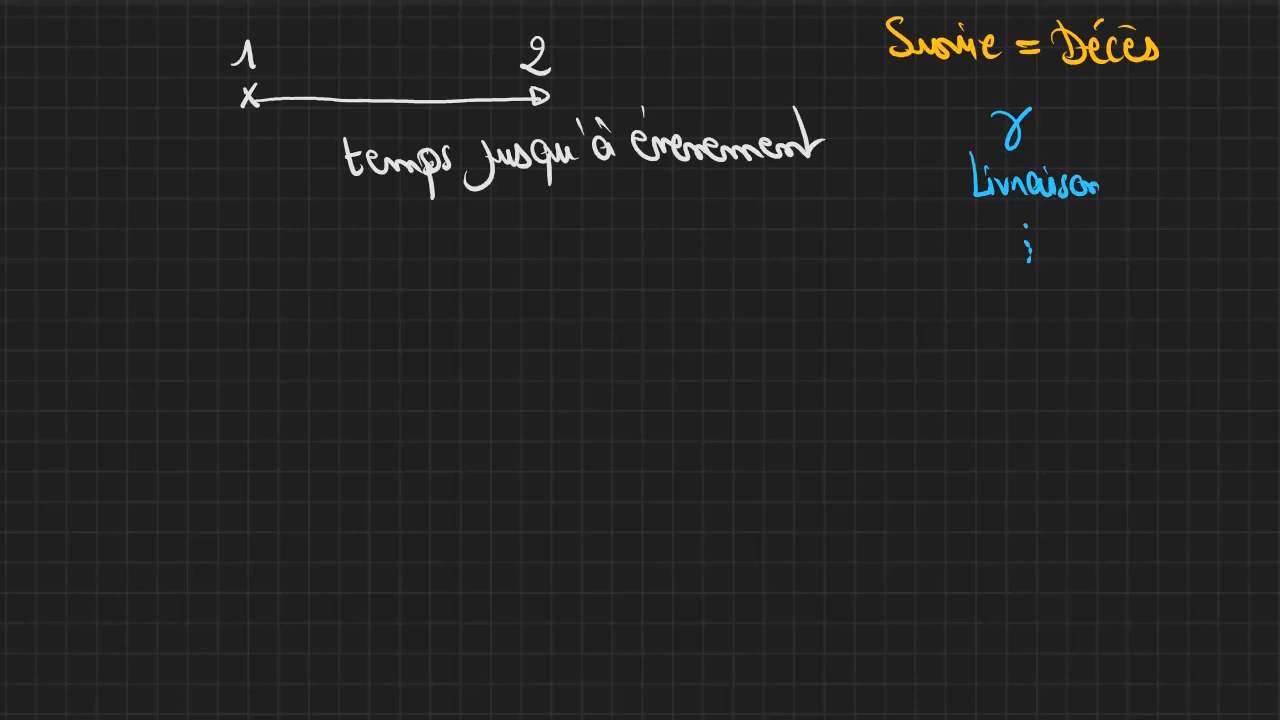 1 2
temps jusqu'à évènement
Survie = Décès
γ
Livraison
⋮